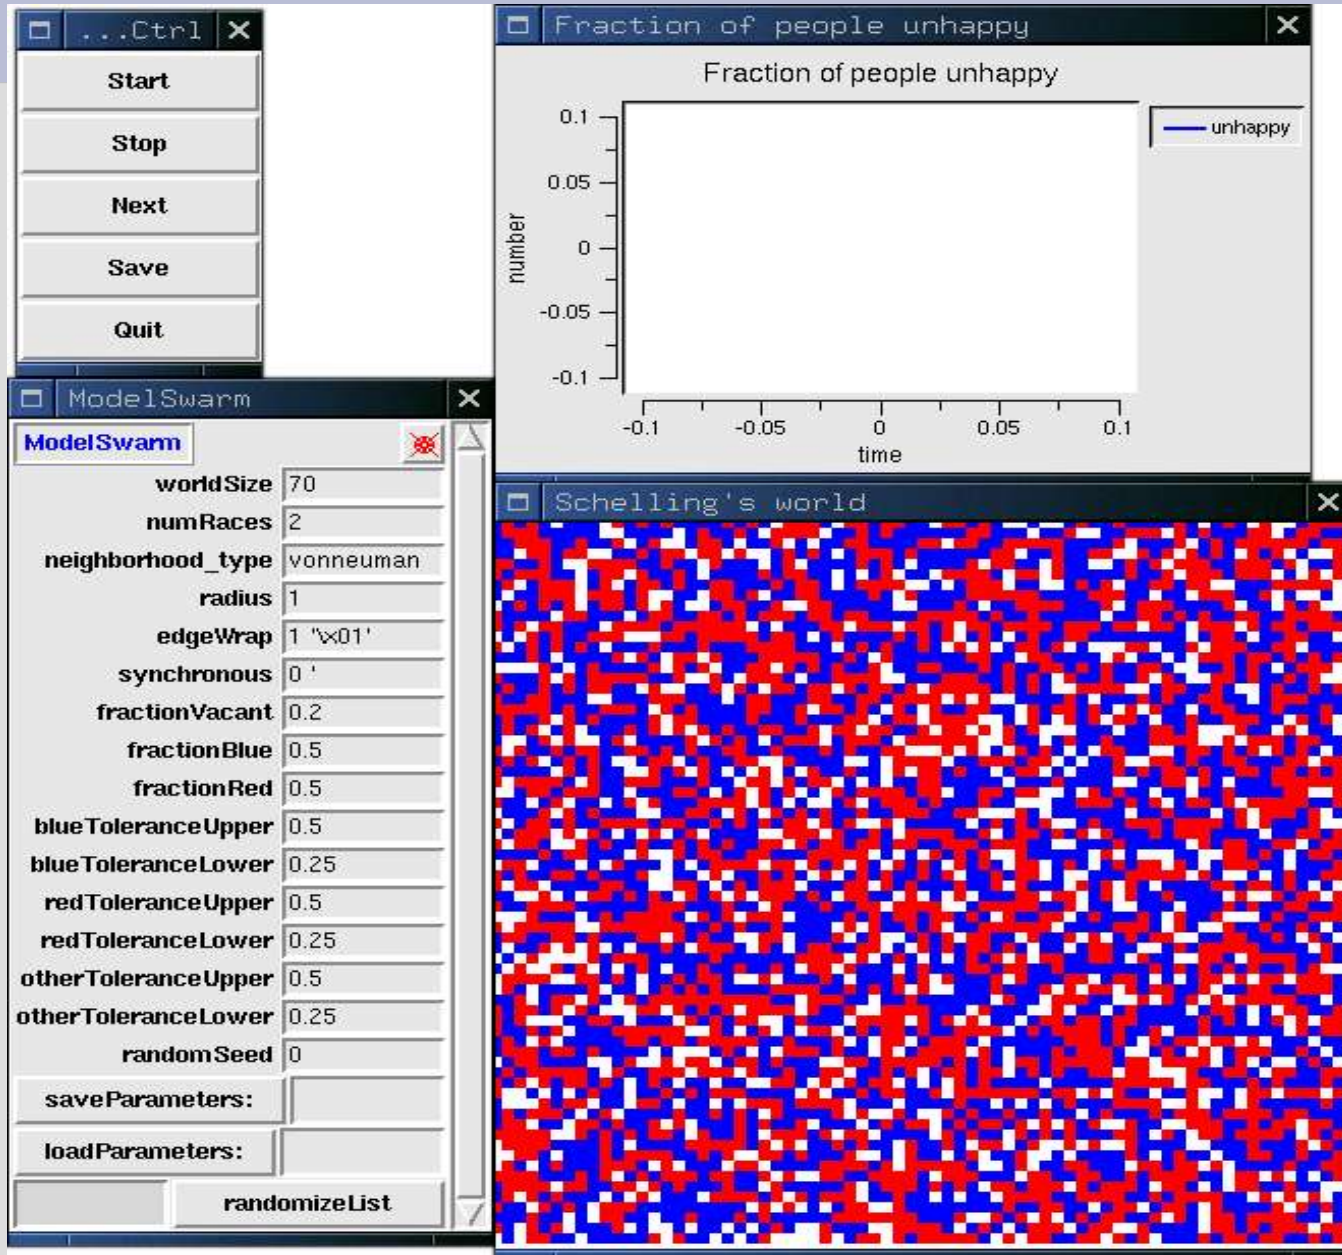 ...Ctrl
Start
Stop
Next
Save
Quit
Fraction of people unhappy
Fraction of people unhappy
0.1
0.05
0
-0.05
-0.1
number
-0.1 -0.05 0 0.05 0.1
time
unhappy
ModelSwarm
ModelSwarm
worldSize 70
numRaces 2
neighborhood_type vonneuman
radius 1
edgeWrap 1 '\x01'
synchronous 0 '
fractionVacant 0.2
fractionBlue 0.5
fractionRed 0.5
blueToleranceUpper 0.5
blueToleranceLower 0.25
redToleranceUpper 0.5
redToleranceLower 0.25
otherToleranceUpper 0.5
otherToleranceLower 0.25
randomSeed 0
saveParameters:
loadParameters:
randomizeList
Schelling's world